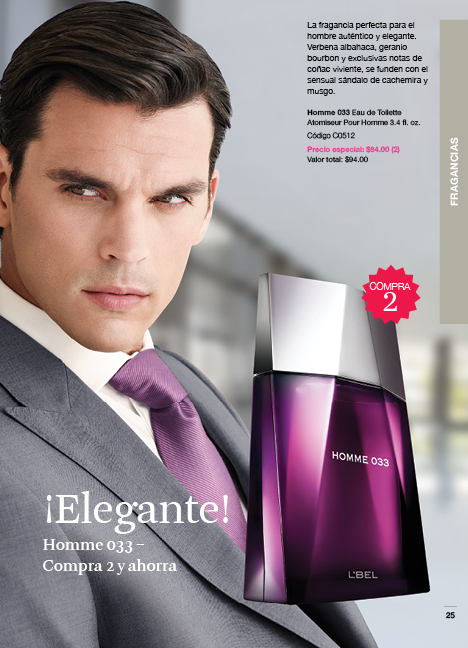 La fragancia perfecta para el
hombre auténtico y elegante.
Verbena albahaca, geranio
bourbon y exclusivas notas de
coñac viviente, se funden con el
sensual sándalo de cachemira y
musgo.
Homme 033 Eau de Toilette
Atomiseur Pour Homme 3.4 fl. oz.
Código C0512
Precio especial: $64.00 (2)
Valor total: $94.00
FRAGANCIAS
COMPRA
2
HOMME 033
L'BEL
¡Elegante!
Homme 033 –
Compra 2 y ahorra
25